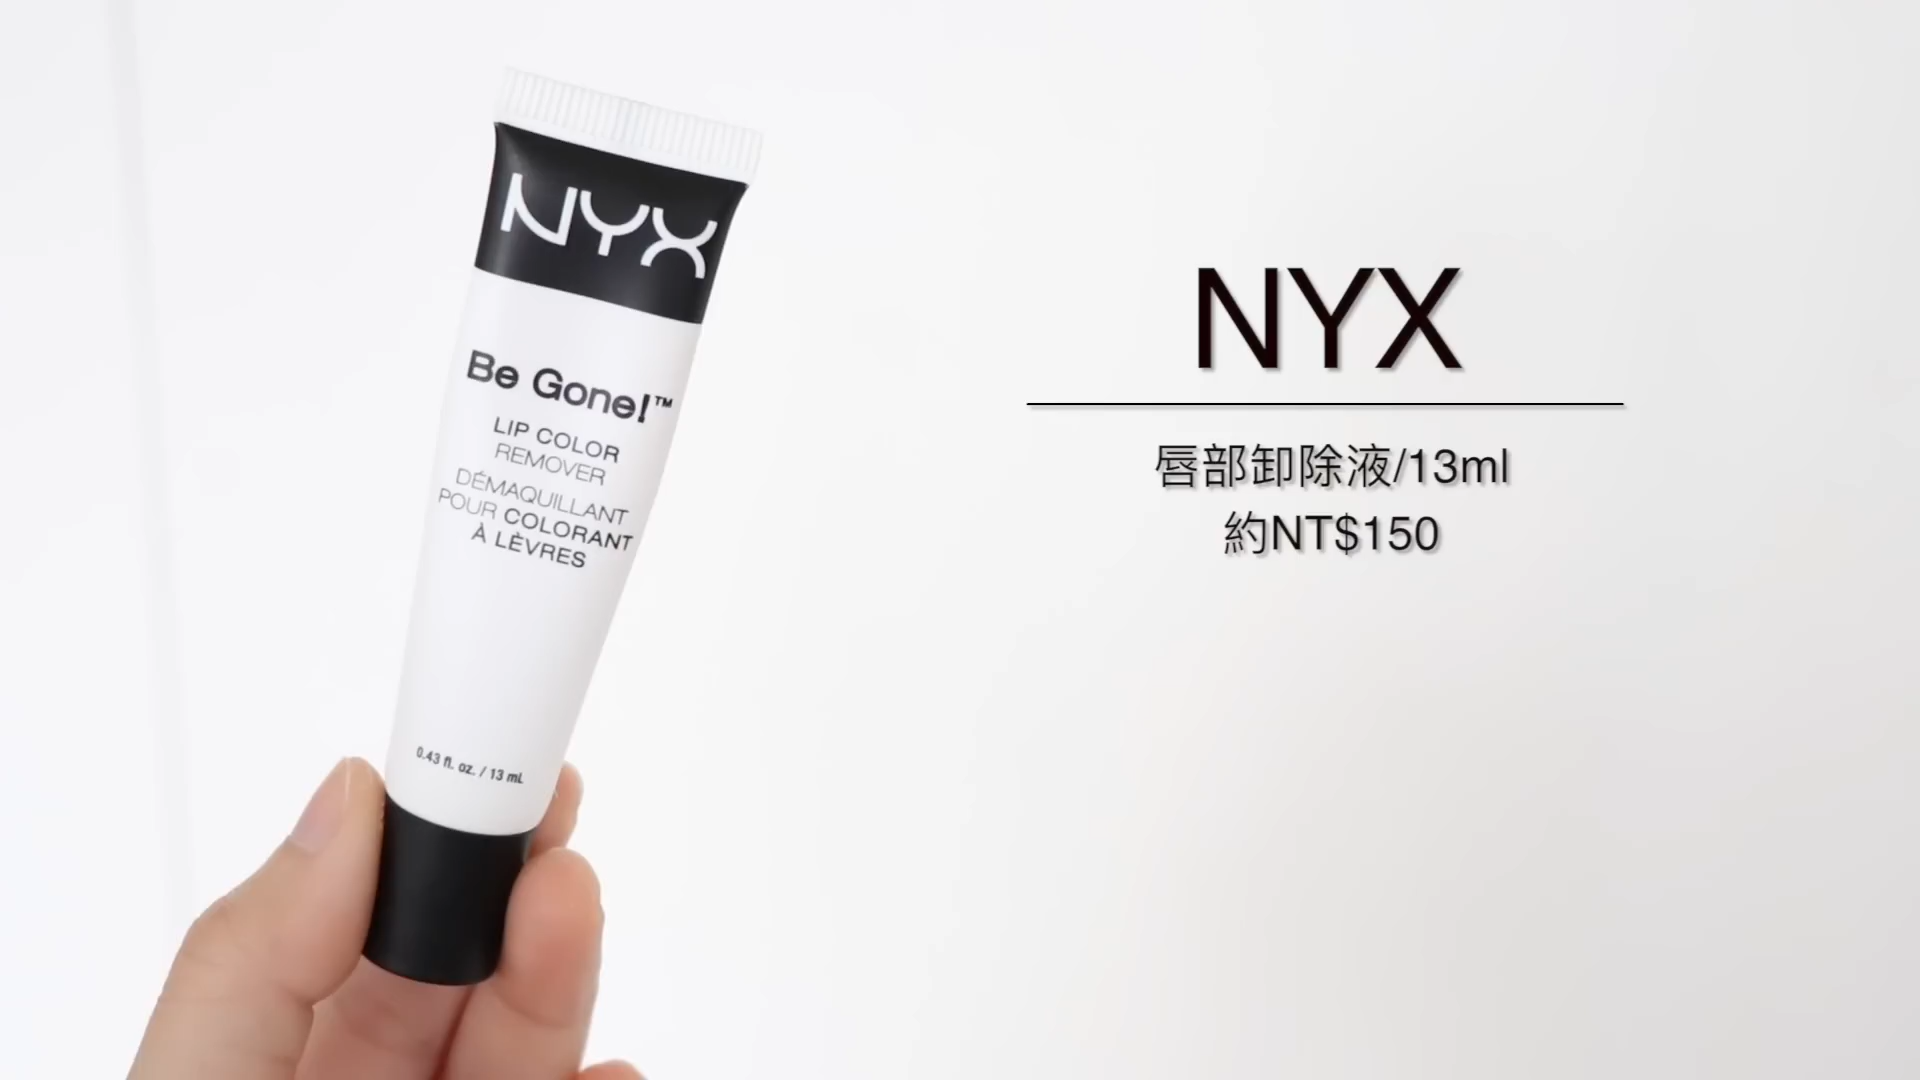 NYX
Be Gone!™
LIP COLOR
REMOVER
DÉMAQUILLANT
POUR COLORANT
À LÈVRES
0.43 fl. oz. / 13 mL
NYX
唇部卸除液/13ml
約NT$150